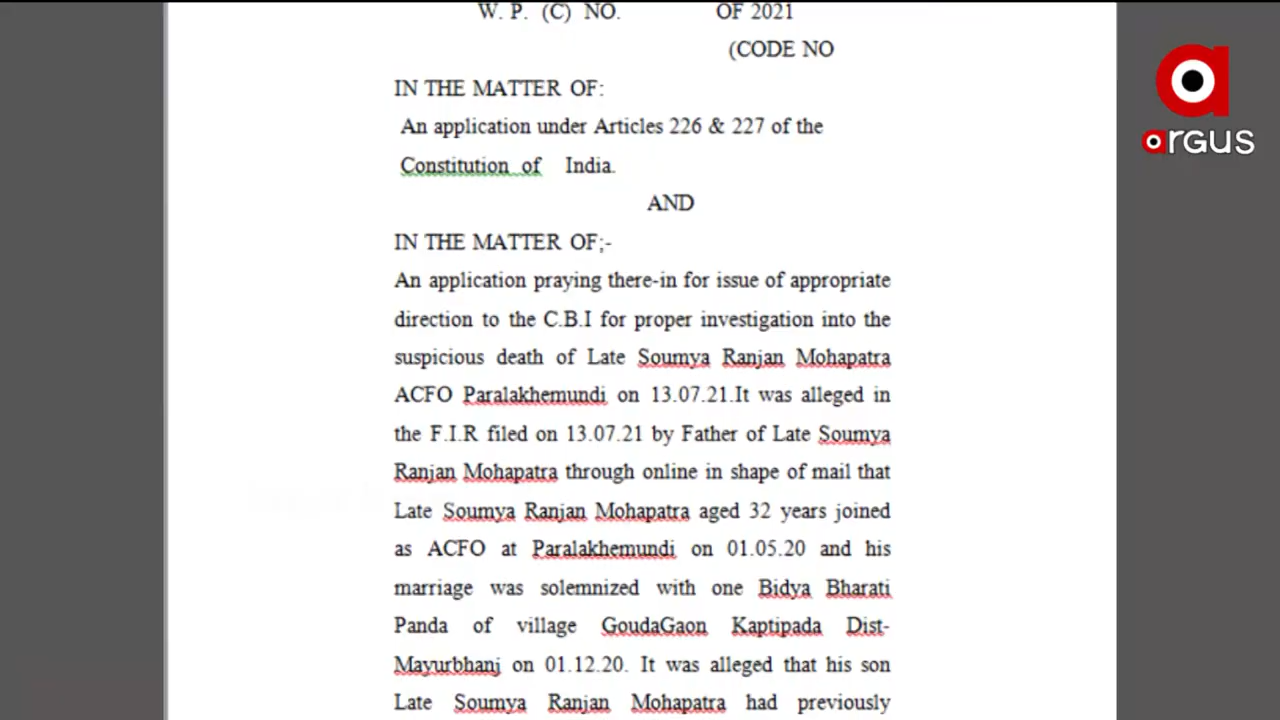 W. P. (C) NO. OF 2021
(CODE NO
IN THE MATTER OF:
An application under Articles 226 & 227 of the
Constitution of India.
AND
IN THE MATTER OF;-
An application praying there-in for issue of appropriate
direction to the C.B.I for proper investigation into the
suspicious death of Late Soumya Ranjan Mohapatra
ACFO Paralakhemundi on 13.07.21.It was alleged in
the F.I.R filed on 13.07.21 by Father of Late Soumya
Ranjan Mohapatra through online in shape of mail that
Late Soumya Ranjan Mohapatra aged 32 years joined
as ACFO at Paralakhemundi on 01.05.20 and his
marriage was solemnized with one Bidya Bharati
Panda of village GoudaGaon Kaptipada Dist-
Mayurbhanj on 01.12.20. It was alleged that his son
Late Soumya Ranjan Mohapatra had previously
argus